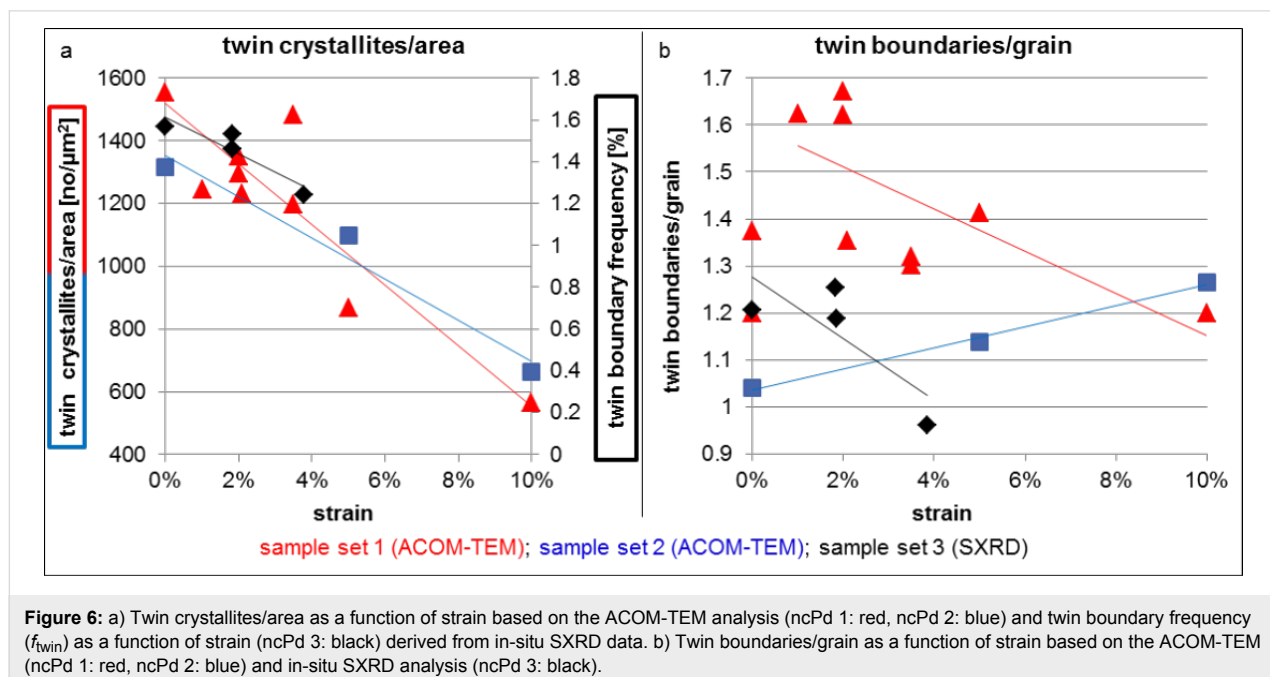 a
twin crystallites/area
twin crystallites/area [no/µm²]
1600
1400
1200
1000
800
600
400
1.8
1.6
1.4
1.2
1
0.8
0.6
0.4
0.2
0
twin boundary frequency [%]
0% 2% 4% 6% 8% 10%
strain
b
twin boundaries/grain
twin boundaries/grain
1.7
1.6
1.5
1.4
1.3
1.2
1.1
1
0.9
0% 2% 4% 6% 8% 10%
strain
sample set 1 (ACOM-TEM); sample set 2 (ACOM-TEM); sample set 3 (SXRD)
Figure 6: a) Twin crystallites/area as a function of strain based on the ACOM-TEM analysis (ncPd 1: red, ncPd 2: blue) and twin boundary frequency
(ftwin) as a function of strain (ncPd 3: black) derived from in-situ SXRD data. b) Twin boundaries/grain as a function of strain based on the ACOM-TEM
(ncPd 1: red, ncPd 2: blue) and in-situ SXRD analysis (ncPd 3: black).